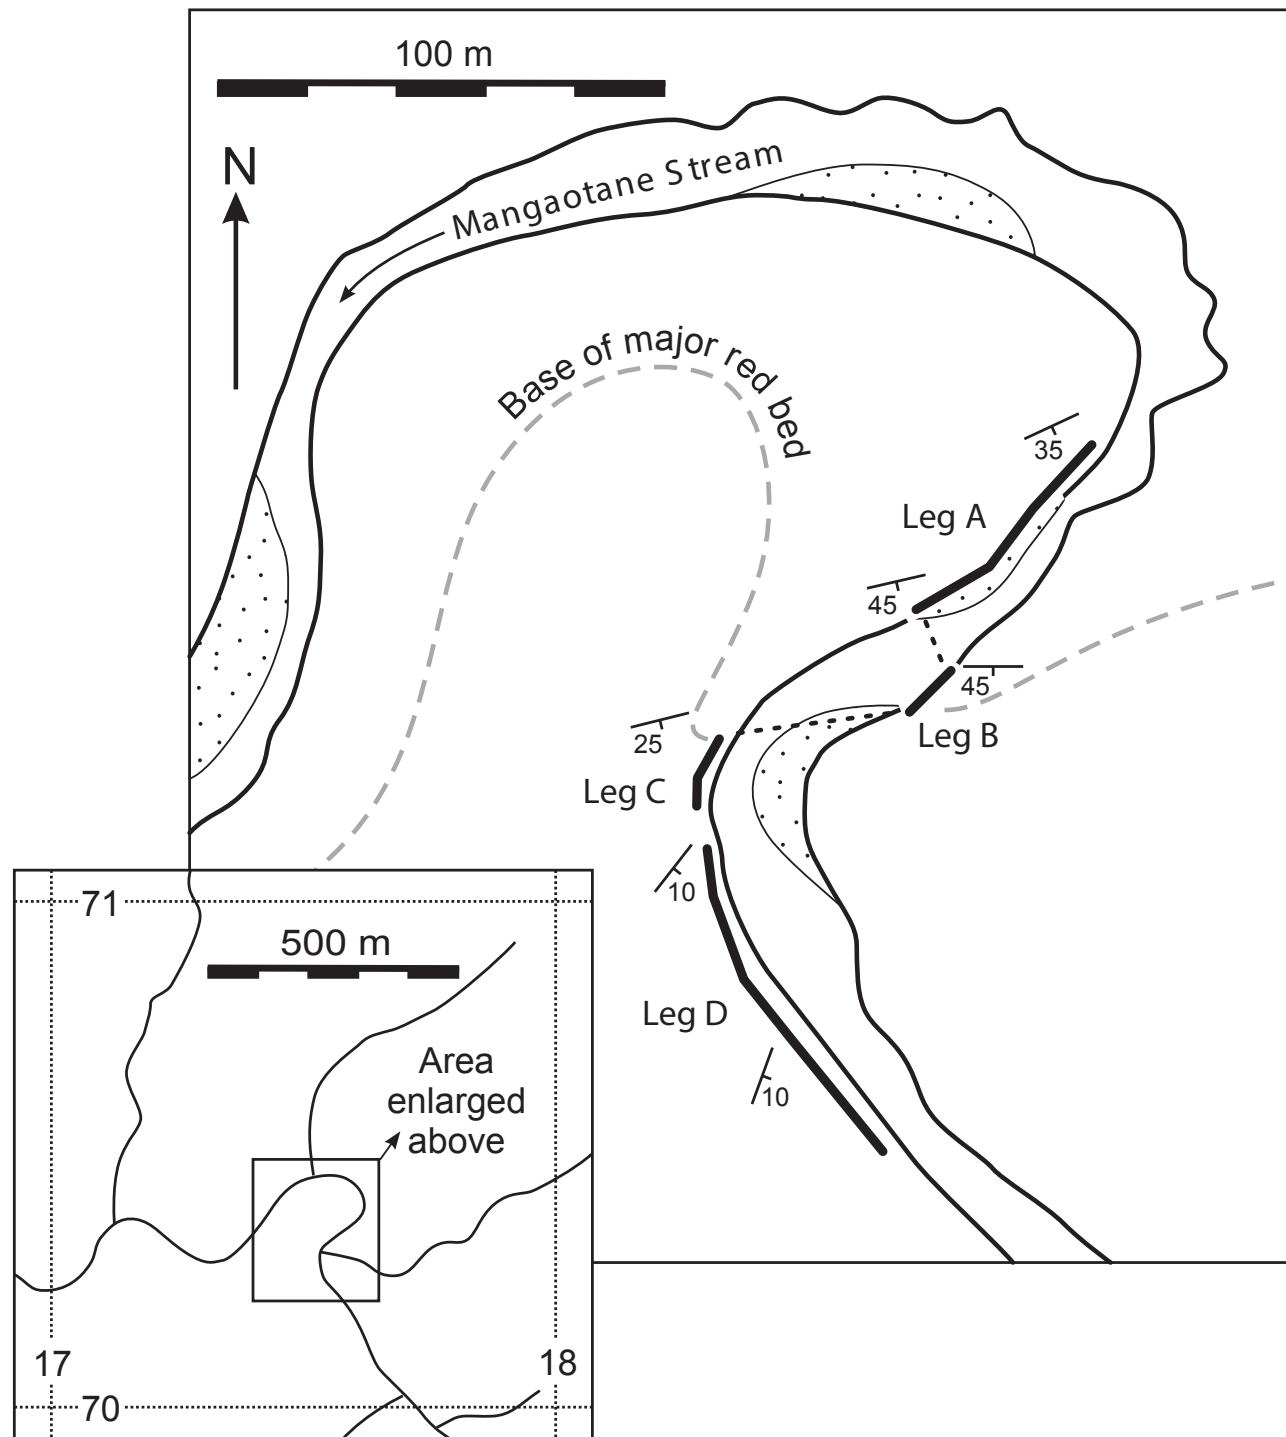 100 m
N
Mangaotane Stream
Base of major red bed
35
Leg A
45
45
Leg B
25
Leg C
10
Leg D
10
71
500 m
Area
enlarged
above
17
18
70